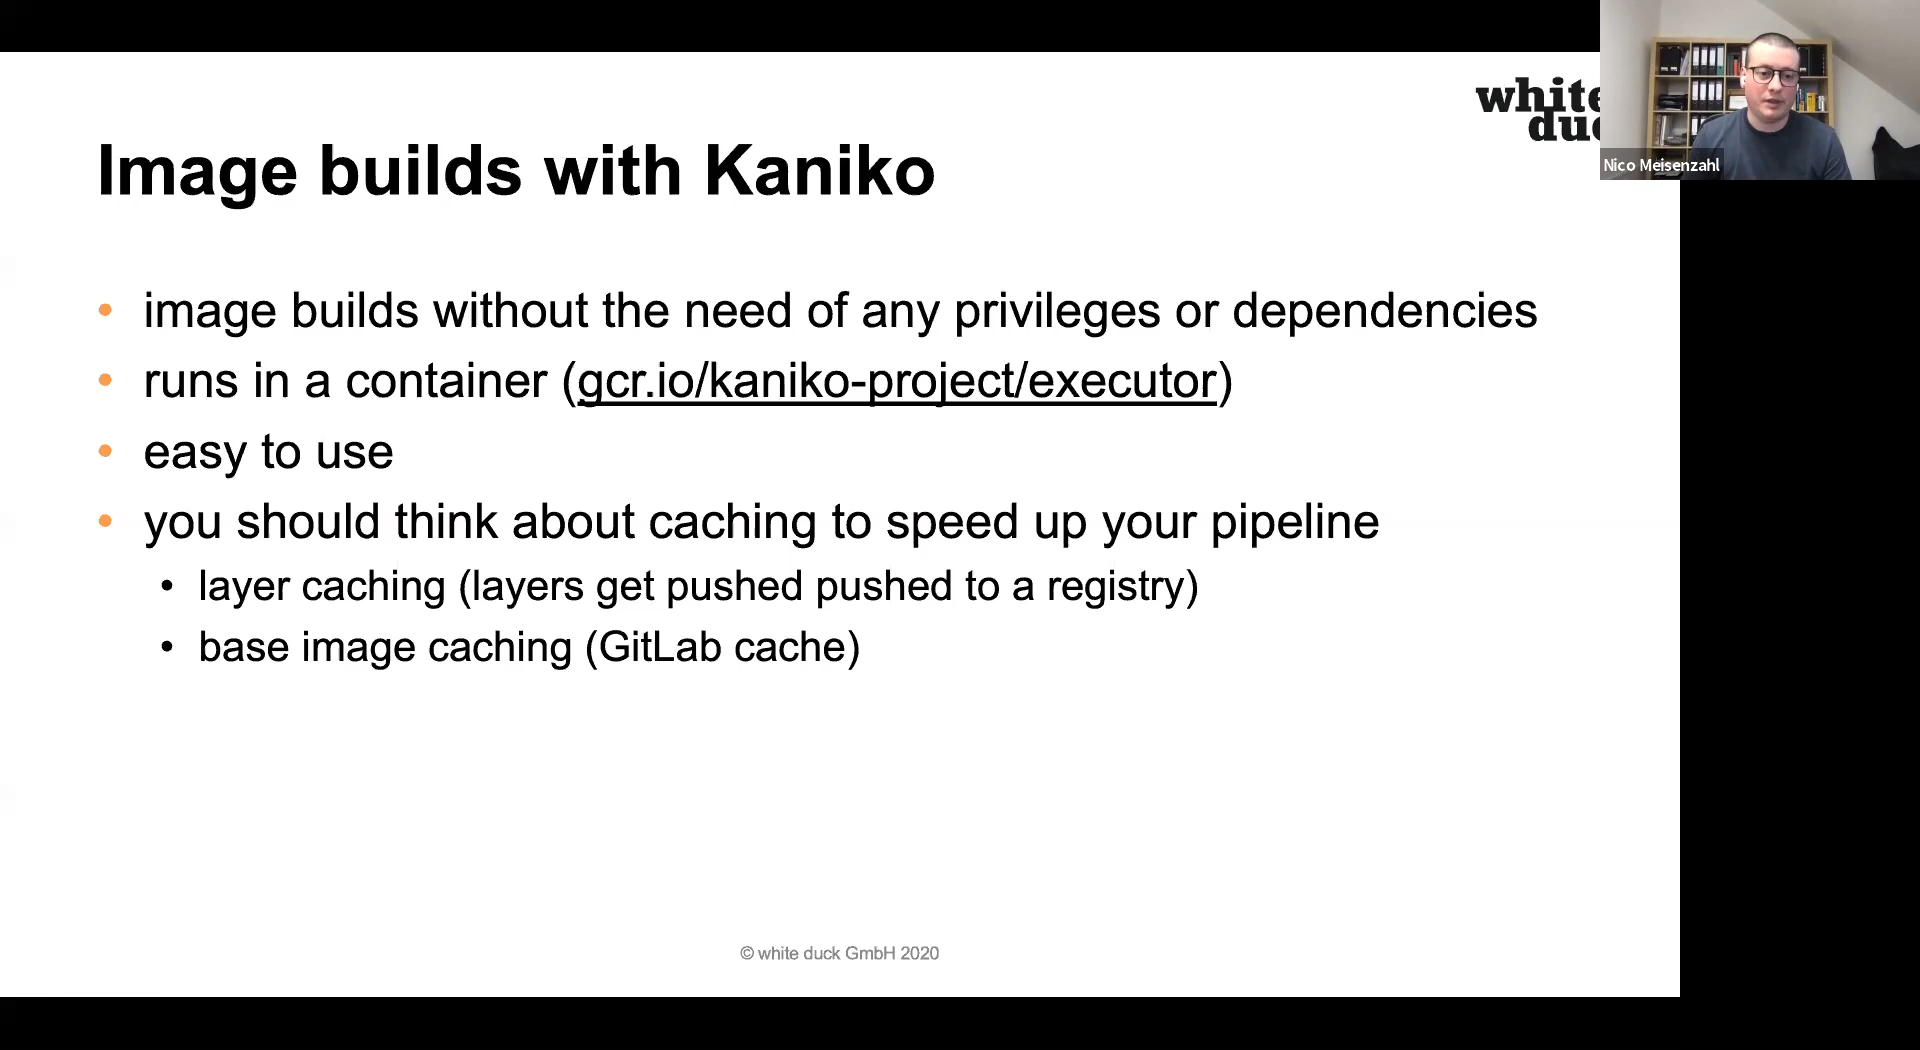 white
Image builds with Kaniko
Nico Meisenzahl
• image builds without the need of any privileges or dependencies
• runs in a container (gcr.io/kaniko-project/executor)
• easy to use
• you should think about caching to speed up your pipeline
• layer caching (layers get pushed pushed to a registry)
• base image caching (GitLab cache)
© white duck GmbH 2020